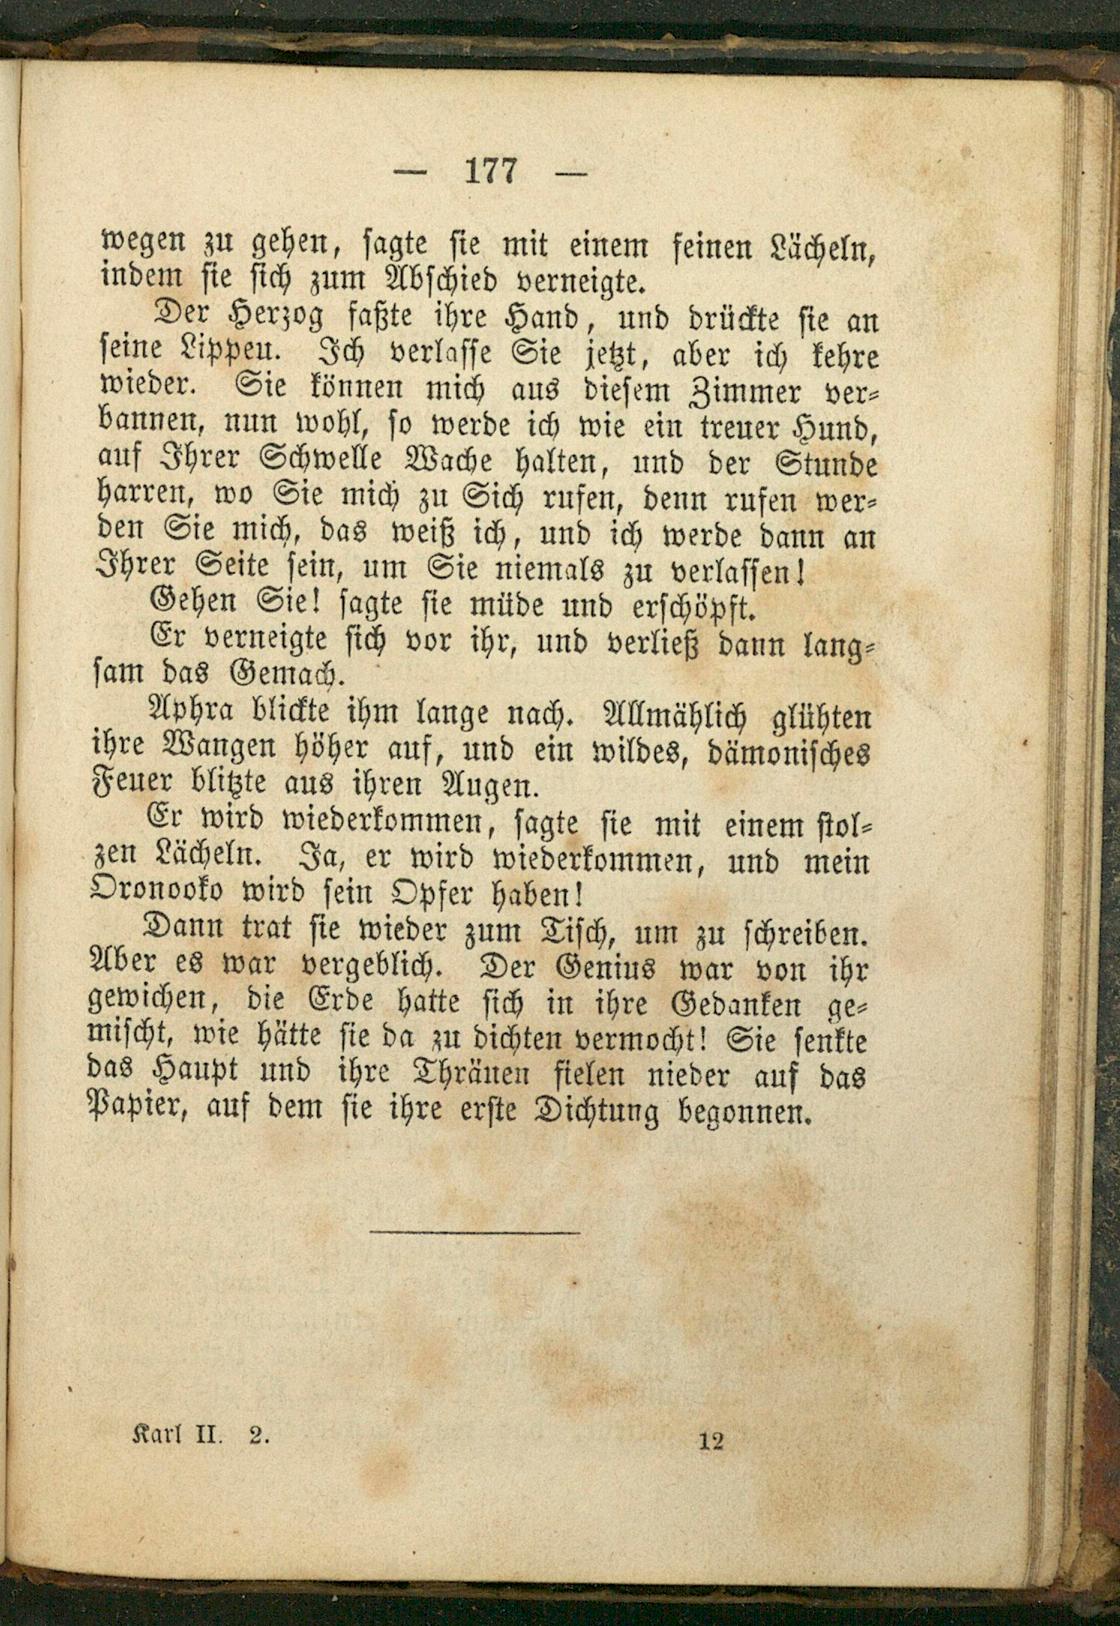 — 177 —
wegen zu gehen, sagte sie mit einem feinen Lächeln,
indem sie sich zum Abschied verneigte.
Der Herzog faßte ihre Hand, und drückte sie an
seine Lippen. Ich verlasse Sie jetzt, aber ich kehre
wieder. Sie können mich aus diesem Zimmer ver-
bannen, nun wohl, so werde ich wie ein treuer Hund,
auf Ihrer Schwelle Wache halten, und der Stunde
harren, wo Sie mich zu Sich rufen, denn rufen wer-
den Sie mich, das weiß ich, und ich werde dann an
Ihrer Seite sein, um Sie niemals zu verlassen!
Gehen Sie! sagte sie müde und erschöpft.
Er verneigte sich vor ihr, und verließ dann lang-
sam das Gemach.
Aphra blickte ihm lange nach. Allmählich glühten
ihre Wangen höher auf, und ein wildes, dämonisches
Feuer blitzte aus ihren Augen.
Er wird wiederkommen, sagte sie mit einem stol-
zen Lächeln. Ja, er wird wiederkommen, und mein
Oronooko wird sein Opfer haben!
Dann trat sie wieder zum Tisch, um zu schreiben.
Aber es war vergeblich. Der Genius war von ihr
gewichen, die Erde hatte sich in ihre Gedanken ge-
mischt, wie hätte sie da zu dichten vermocht! Sie senkte
das Haupt und ihre Thränen fielen nieder auf das
Papier, auf dem sie ihre erste Dichtung begonnen.
Karl II. 2. 12